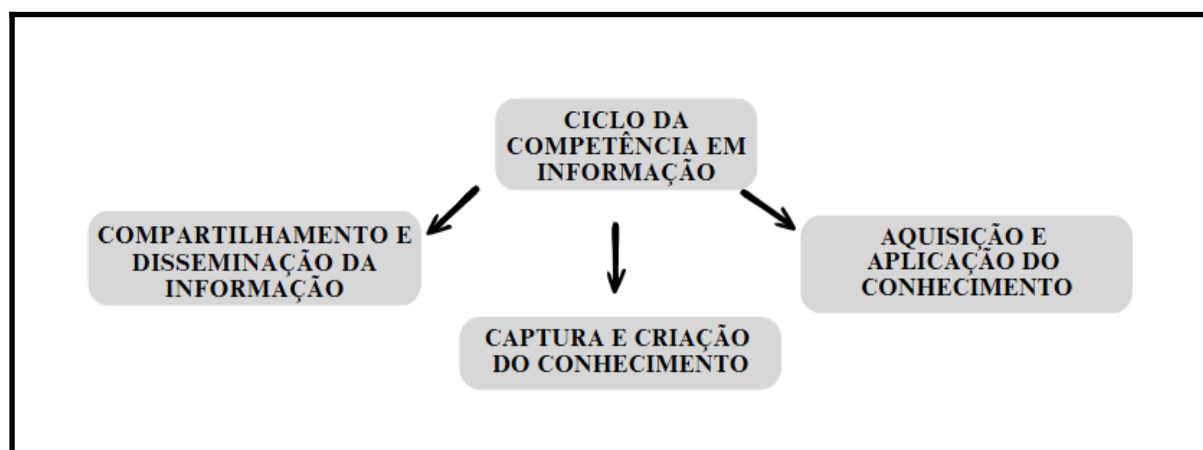 CICLO DA
COMPETÊNCIA EM
INFORMAÇÃO
COMPARTILHAMENTO E
DISSEMINAÇÃO DA
INFORMAÇÃO
CAPTURA E CRIAÇÃO
DO CONHECIMENTO
AQUISIÇÃO E
APLICAÇÃO DO
CONHECIMENTO